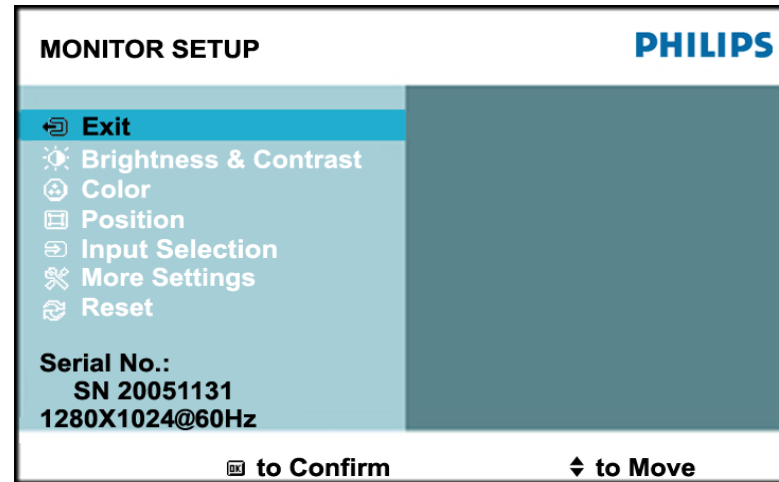 MONITOR SETUP
PHILIPS
Exit
Brightness & Contrast
Color
Position
Input Selection
More Settings
Reset
Serial No.:
SN 20051131
1280X1024@60Hz
OK to Confirm
to Move